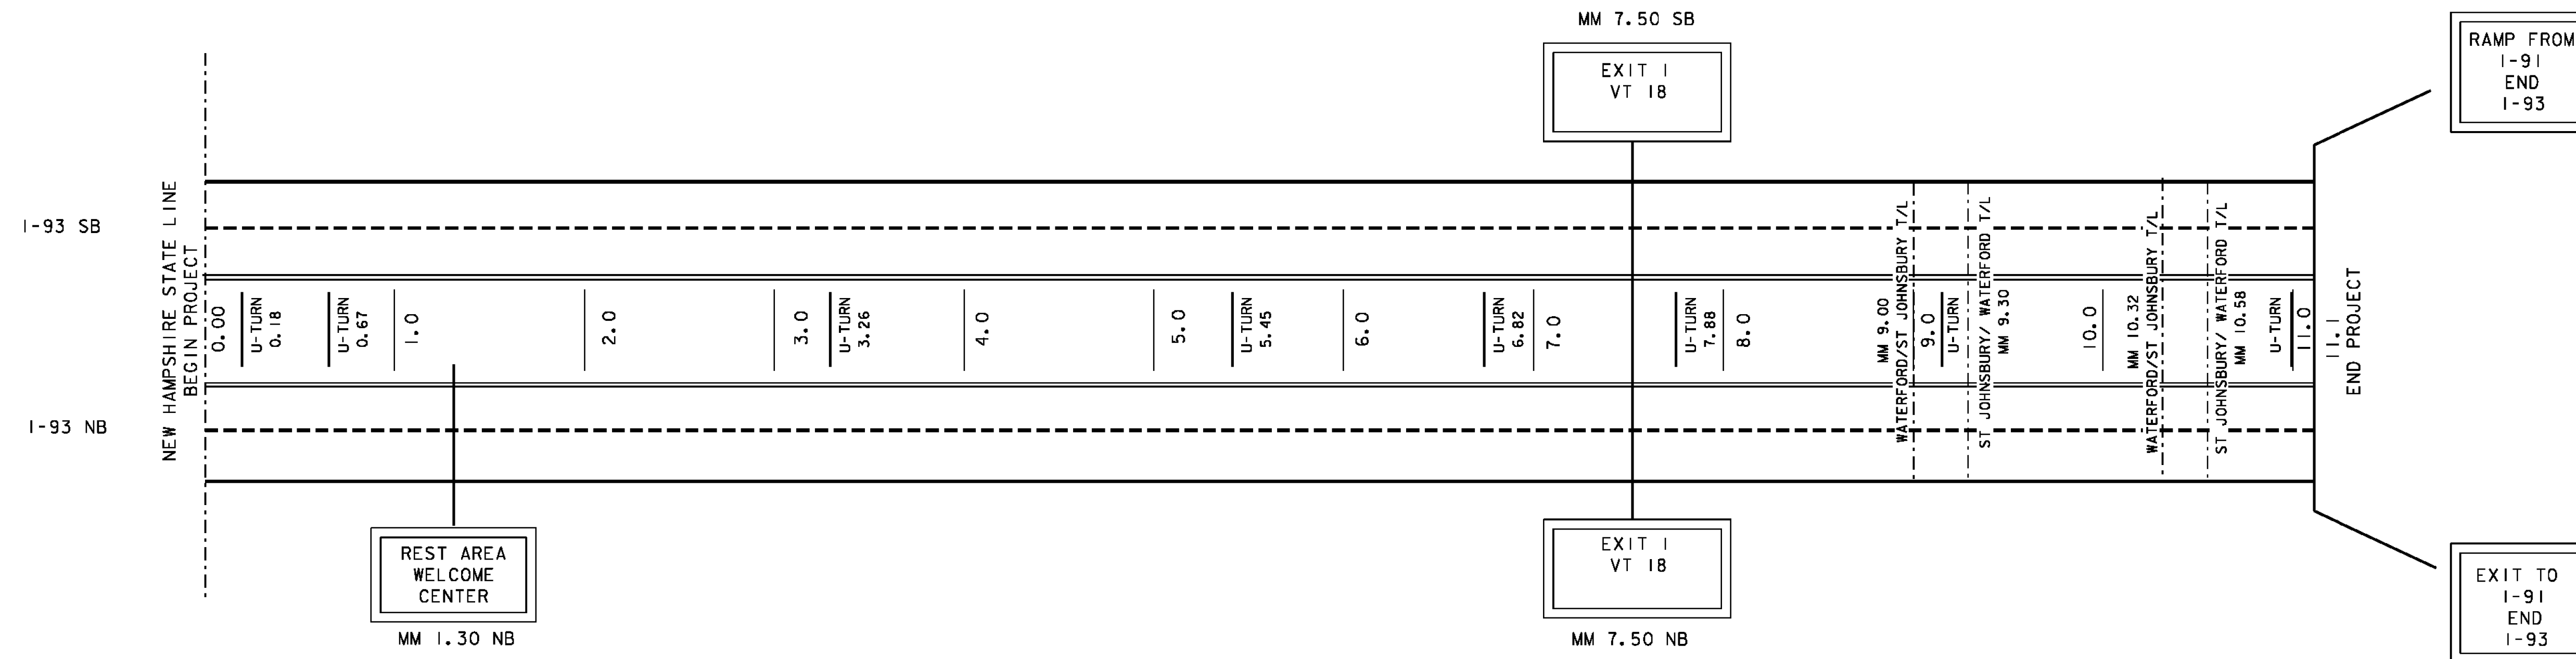 MM 7.50 SB
EXIT 1
VT 18
RAMP FROM
I-91
END
I-93
I-93 SB
I-93 NB
NEW HAMPSHIRE STATE LINE
BEGIN PROJECT
0.00
U-TURN
0.18
U-TURN
0.67
1.0
2.0
3.0
U-TURN
3.26
4.0
5.0
U-TURN
5.45
6.0
U-TURN
6.82
7.0
U-TURN
7.88
8.0
MM 9.00
WATERFORD/ST JOHNSBURY T/L
9.0
U-TURN
ST JOHNSBURY/ WATERFORD T/L
MM 9.30
10.0
MM 10.32
WATERFORD/ST JOHNSBURY T/L
ST JOHNSBURY/ WATERFORD T/L
MM 10.58
U-TURN
11.0
11.1
END PROJECT
REST AREA
WELCOME
CENTER
MM 1.30 NB
EXIT 1
VT 18
MM 7.50 NB
EXIT TO
I-91
END
I-93